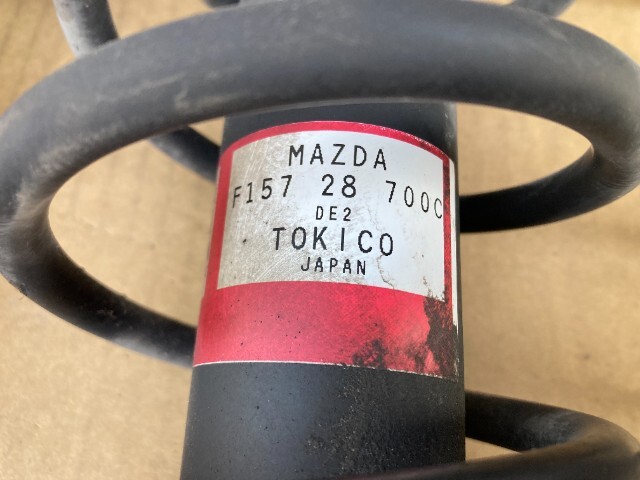 MAZDA
F157 28 700C
DE2
TOKICO
JAPAN